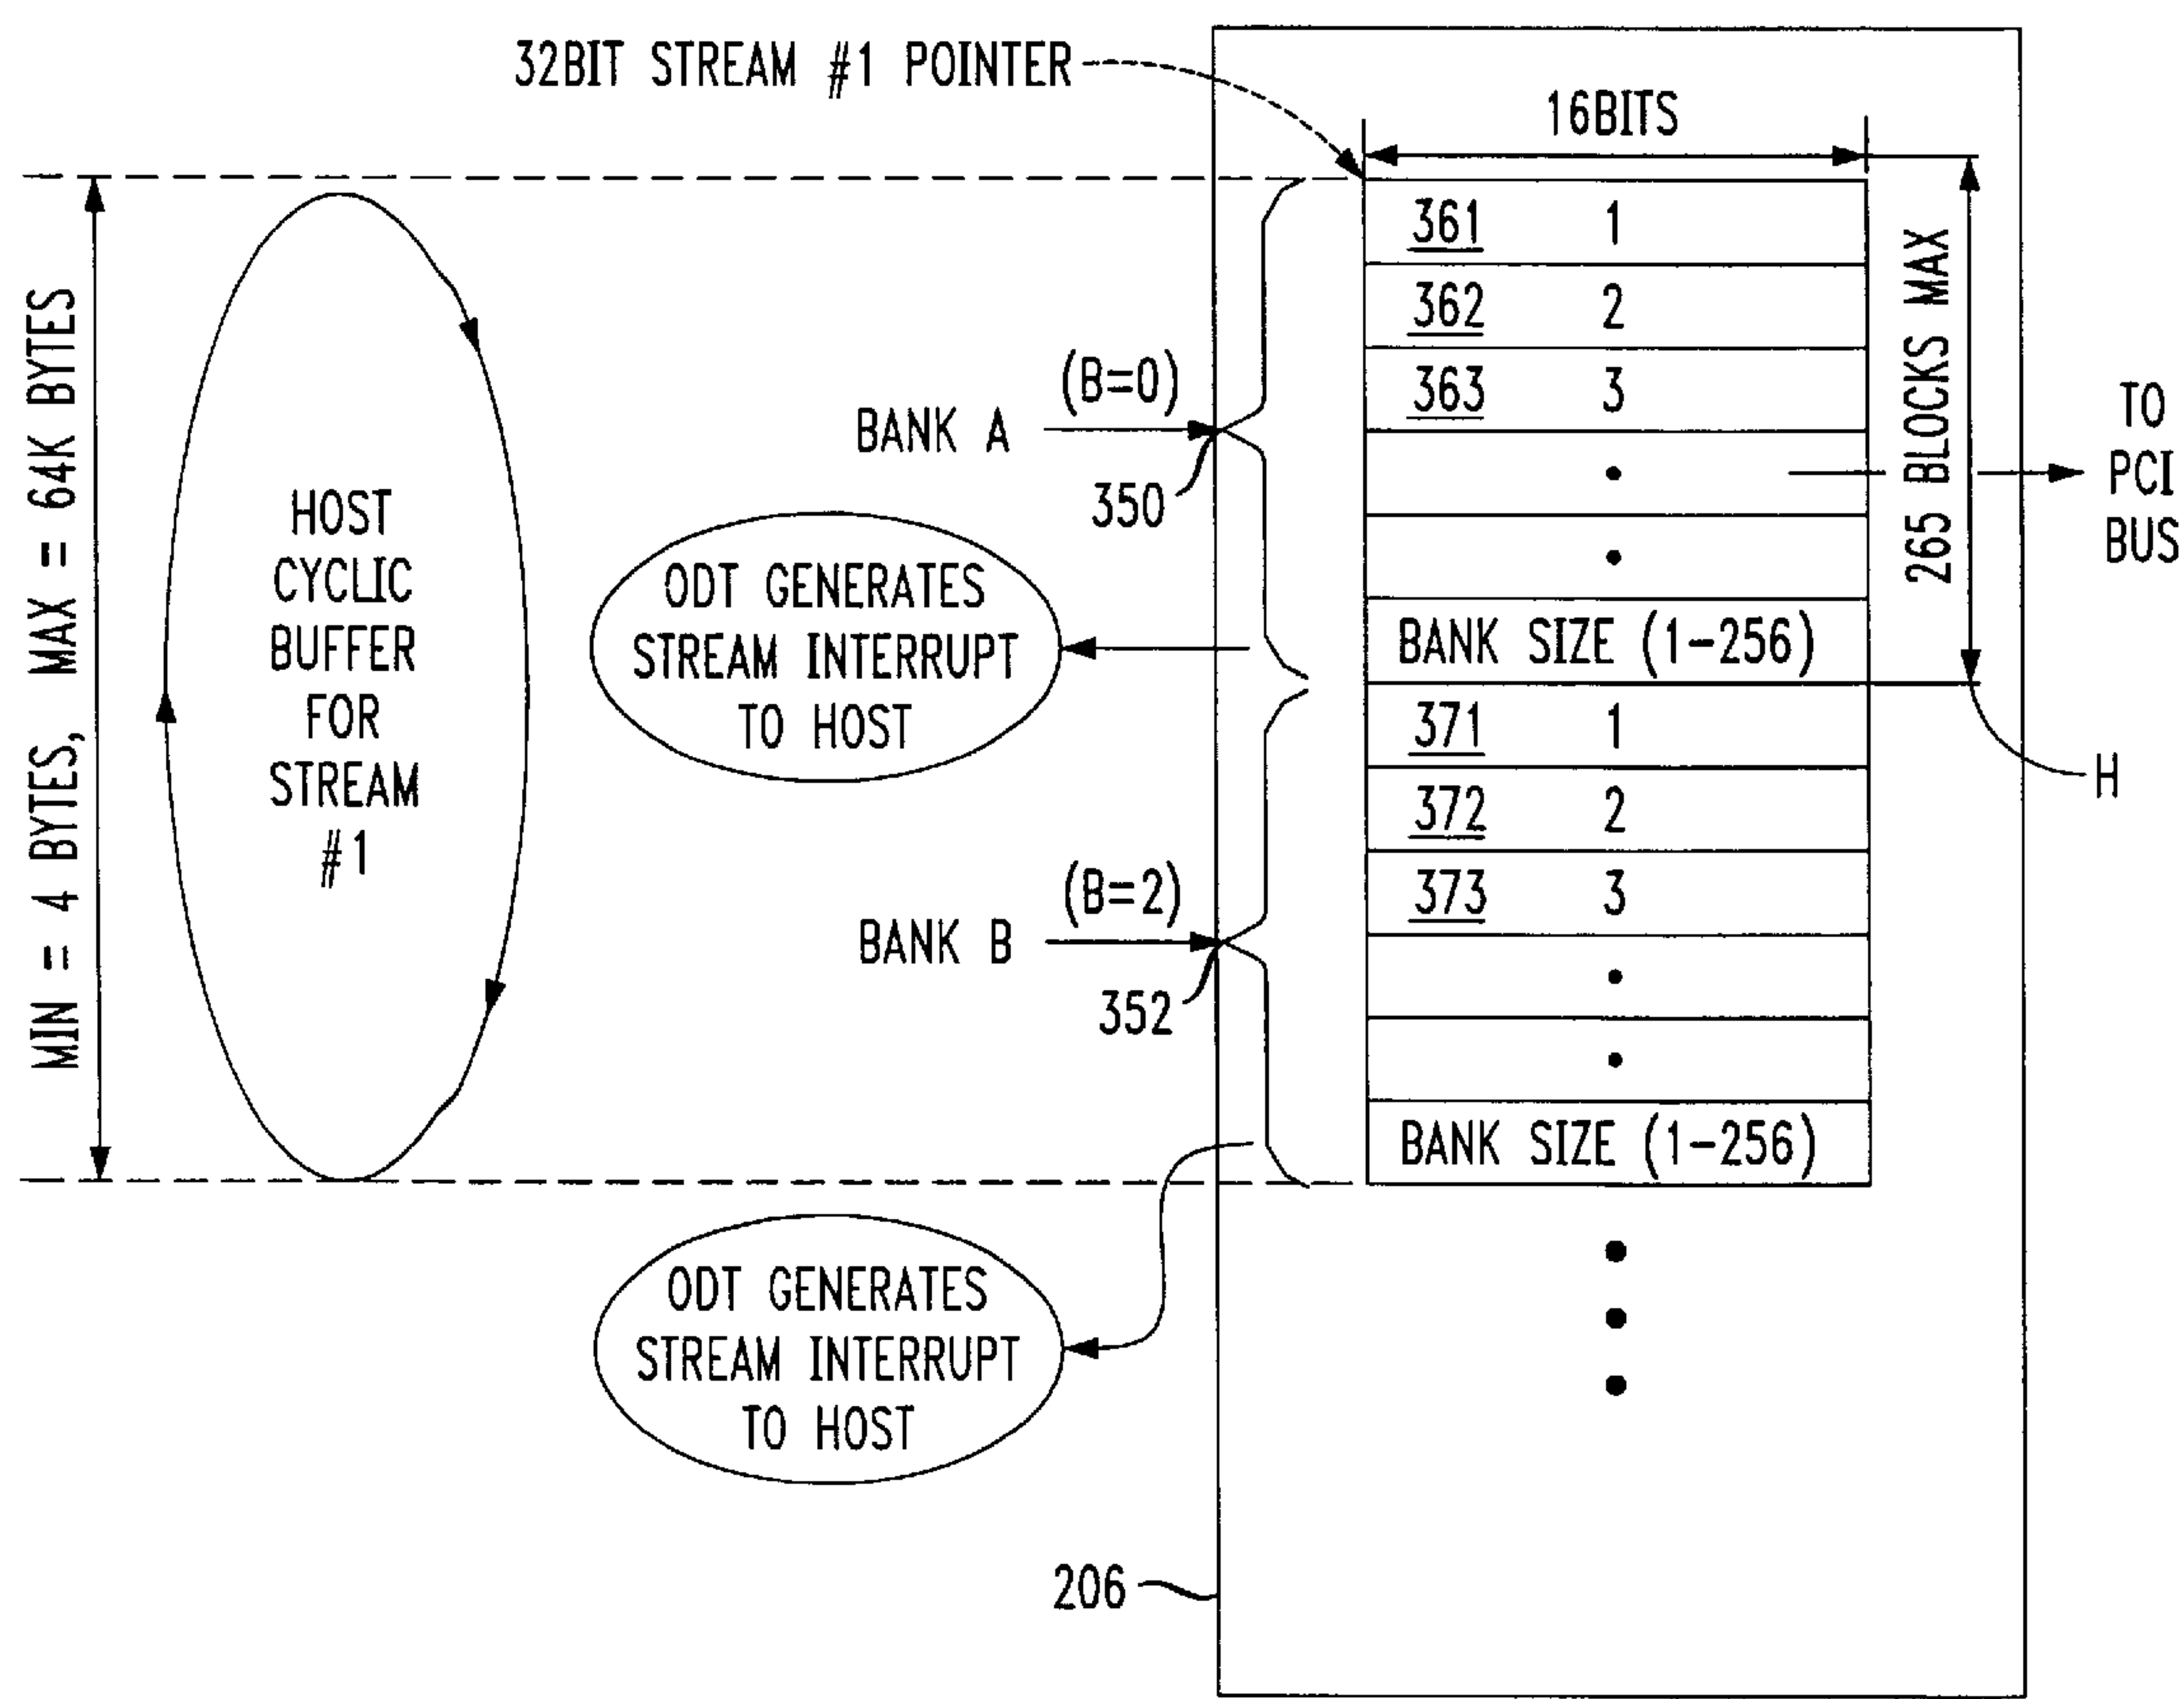 32BIT STREAM #1 POINTER
16BITS
MIN = 4 BYTES, MAX = 64K BYTES
HOST
CYCLIC
BUFFER
FOR
STREAM
#1
BANK A
(B=0)
350
ODT GENERATES
STREAM INTERRUPT
TO HOST
361 1
362 2
363 3
BANK SIZE (1-256)
265 BLOCKS MAX
TO
PCI
BUS
H
BANK B
(B=2)
352
371 1
372 2
373 3
BANK SIZE (1-256)
ODT GENERATES
STREAM INTERRUPT
TO HOST
206